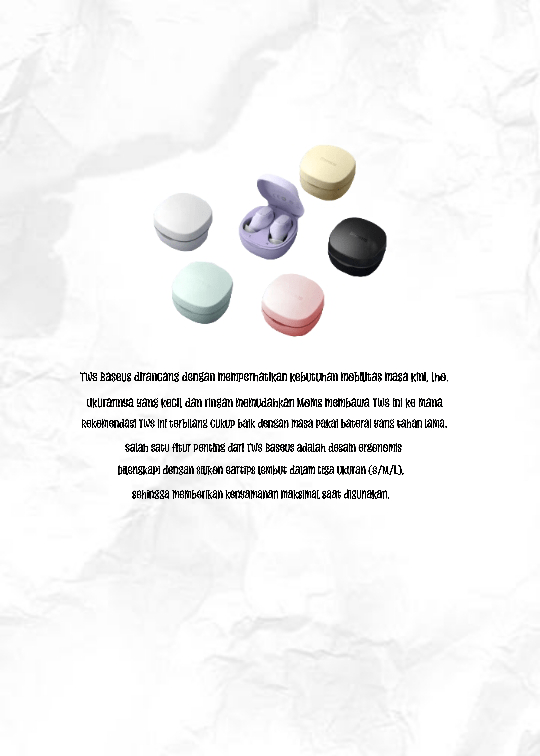 TWS Baseus dirancang dengan memperhatikan kebutuhan mobilitas masa kini, lho.
Ukurannya yang kecil dan ringan memudahkan Moms membawa TWS ini ke mana
Rekomendasi TWS ini terbilang cukup baik dengan masa pakai baterai yang tahan lama.
Salah satu fitur penting dari TWS Baseus adalah desain ergonomis
Dilengkapi dengan silikon eartips lembut dalam tiga ukuran (S/M/L),
sehingga memberikan kenyamanan maksimal saat digunakan.